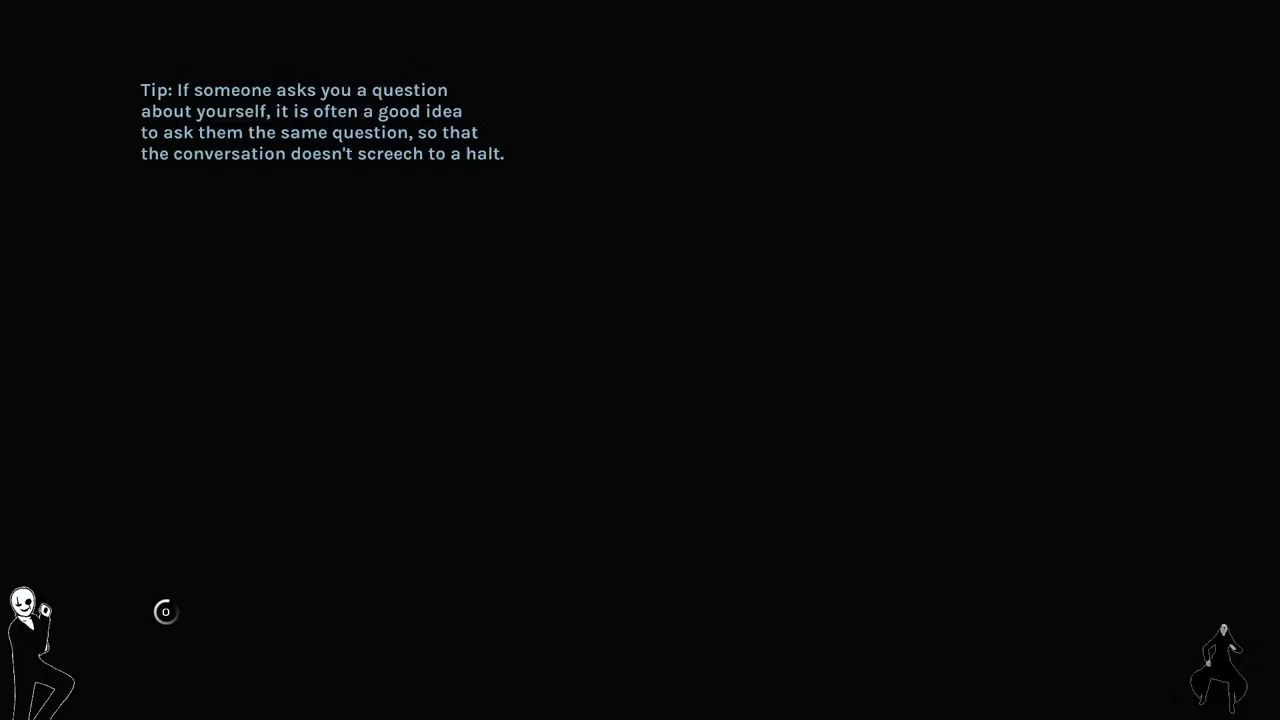 Tip: If someone asks you a question
about yourself, it is often a good idea
to ask them the same question, so that
the conversation doesn't screech to a halt.
0